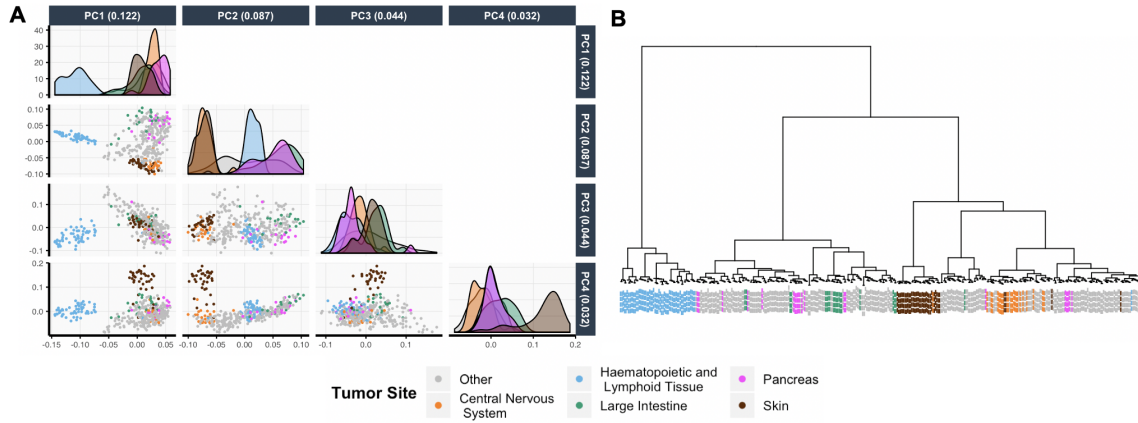 A
B
PC1 (0.122)
PC2 (0.087)
PC3 (0.044)
PC4 (0.032)
40
30
20
10
0
PC1 (0.122)
0.10
0.05
0.00
-0.05
-0.10
PC2 (0.087)
0.1
0.0
-0.1
PC3 (0.044)
0.2
0.1
0.0
PC4 (0.032)
-0.15 -0.10 -0.05 0.00 0.05
-0.10 -0.05 0.00 0.05 0.10
-0.1 0.0 0.1
0.0 0.1 0.2
Tumor Site
Other
Central Nervous
System
Haematopoietic and
Lymphoid Tissue
Large Intestine
Pancreas
Skin